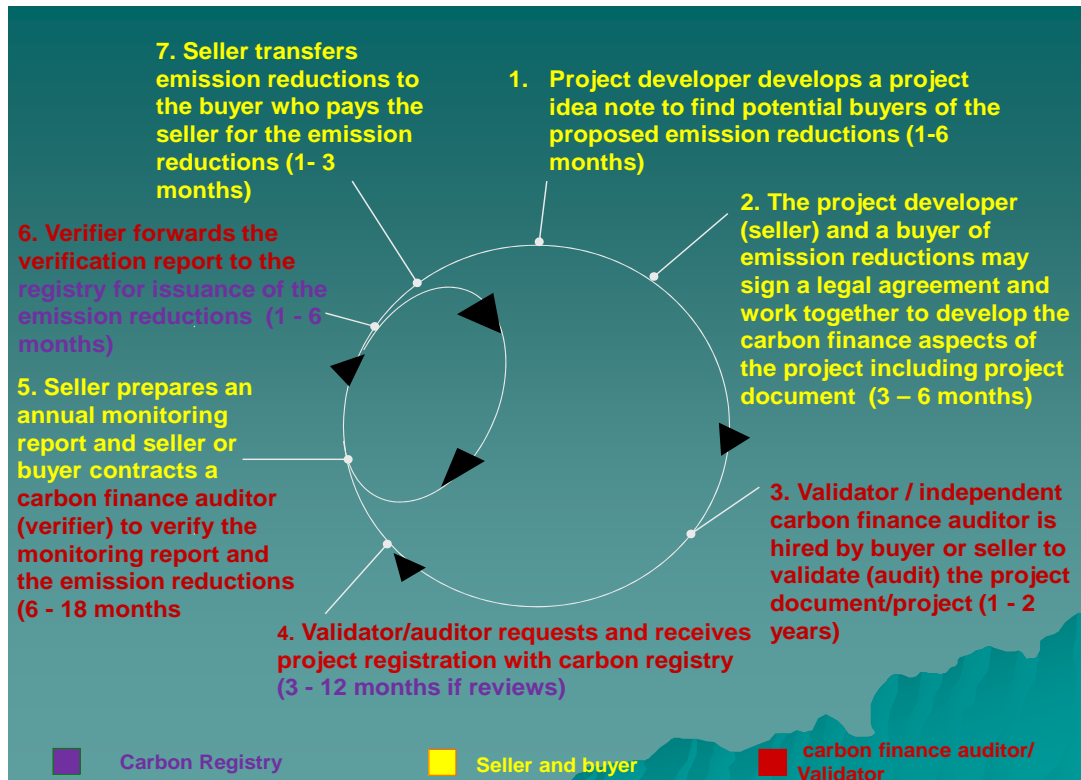 7. Seller transfers
emission reductions to
the buyer who pays the
seller for the emission
reductions (1- 3
months)
1. Project developer develops a project
idea note to find potential buyers of the
proposed emission reductions (1-6
months)
2. The project developer
(seller) and a buyer of
emission reductions may
sign a legal agreement and
work together to develop the
carbon finance aspects of
the project including project
document (3 – 6 months)
3. Validator / independent
carbon finance auditor is
hired by buyer or seller to
validate (audit) the project
document/project (1 - 2
years)
4. Validator/auditor requests and receives
project registration with carbon registry
(3 - 12 months if reviews)
5. Seller prepares an
annual monitoring
report and seller or
buyer contracts a
carbon finance auditor
(verifier) to verify the
monitoring report and
the emission reductions
(6 - 18 months
6. Verifier forwards the
verification report to the
registry for issuance of the
emission reductions (1 - 6
months)
Carbon Registry
Seller and buyer
carbon finance auditor/
Validator